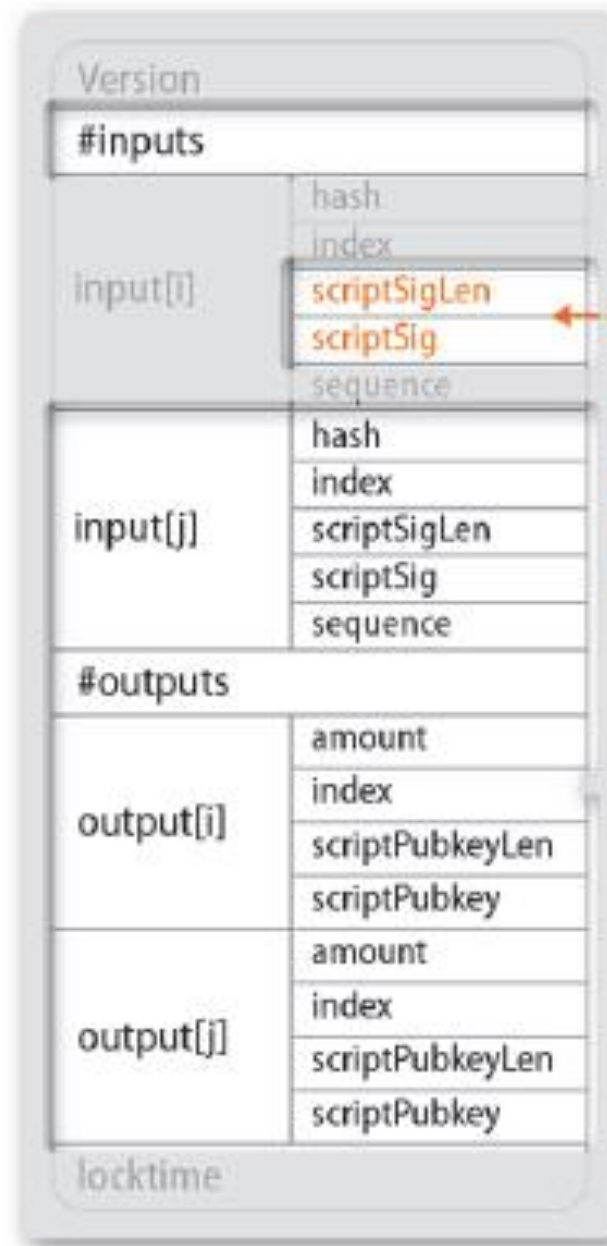 Version
#inputs
input[i]
hash
index
scriptSigLen
scriptSig
sequence
input[j]
hash
index
scriptSigLen
scriptSig
sequence
#outputs
output[i]
amount
index
scriptPubkeyLen
scriptPubkey
output[j]
amount
index
scriptPubkeyLen
scriptPubkey
locktime